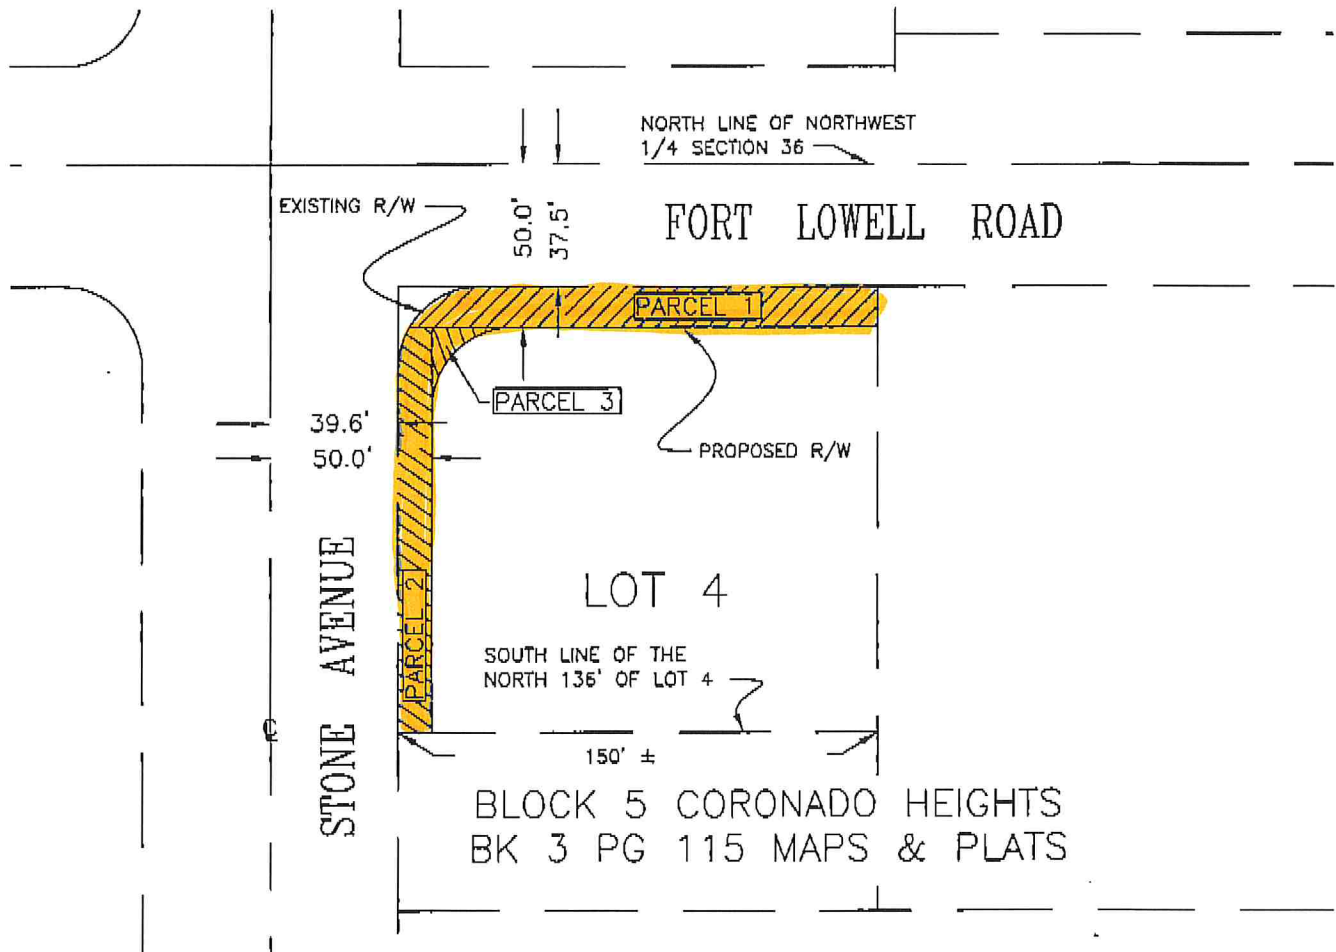 NORTH LINE OF NORTHWEST
1/4 SECTION 36
EXISTING R/W
50.0'
37.5'
FORT LOWELL ROAD
PARCEL 1
PARCEL 3
39.6'
50.0'
PROPOSED R/W
STONE AVENUE
PARCEL 2
LOT 4
SOUTH LINE OF THE
NORTH 136' OF LOT 4
℄
150' ±
BLOCK 5 CORONADO HEIGHTS
BK 3 PG 115 MAPS & PLATS